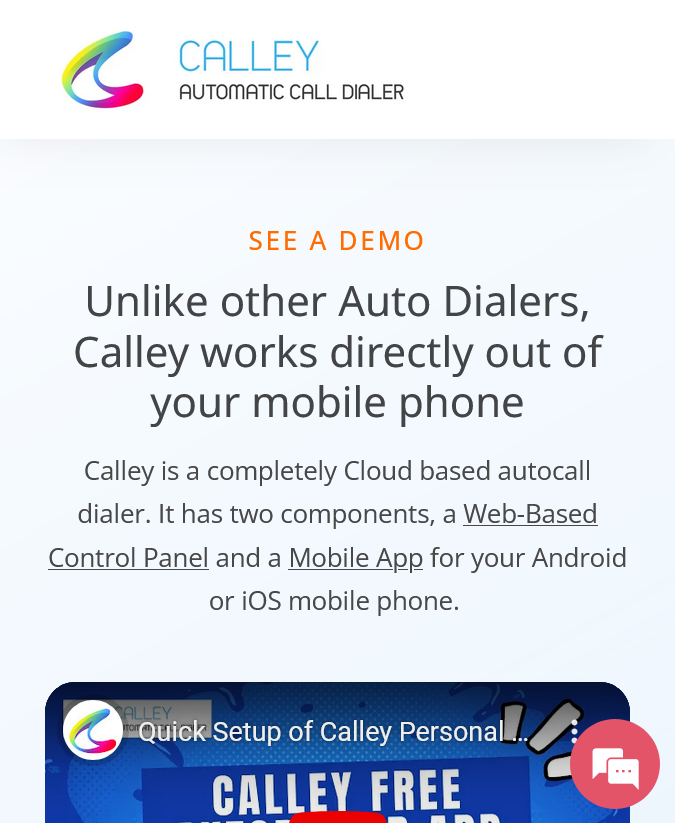 CALLEY
AUTOMATIC CALL DIALER
SEE A DEMO
Unlike other Auto Dialers,
Calley works directly out of
your mobile phone
Calley is a completely Cloud based autocall
dialer. It has two components, a Web-Based
Control Panel and a Mobile App for your Android
or iOS mobile phone.
CALLEY
Quick Setup of Calley Personal ...
CALLEY FREE